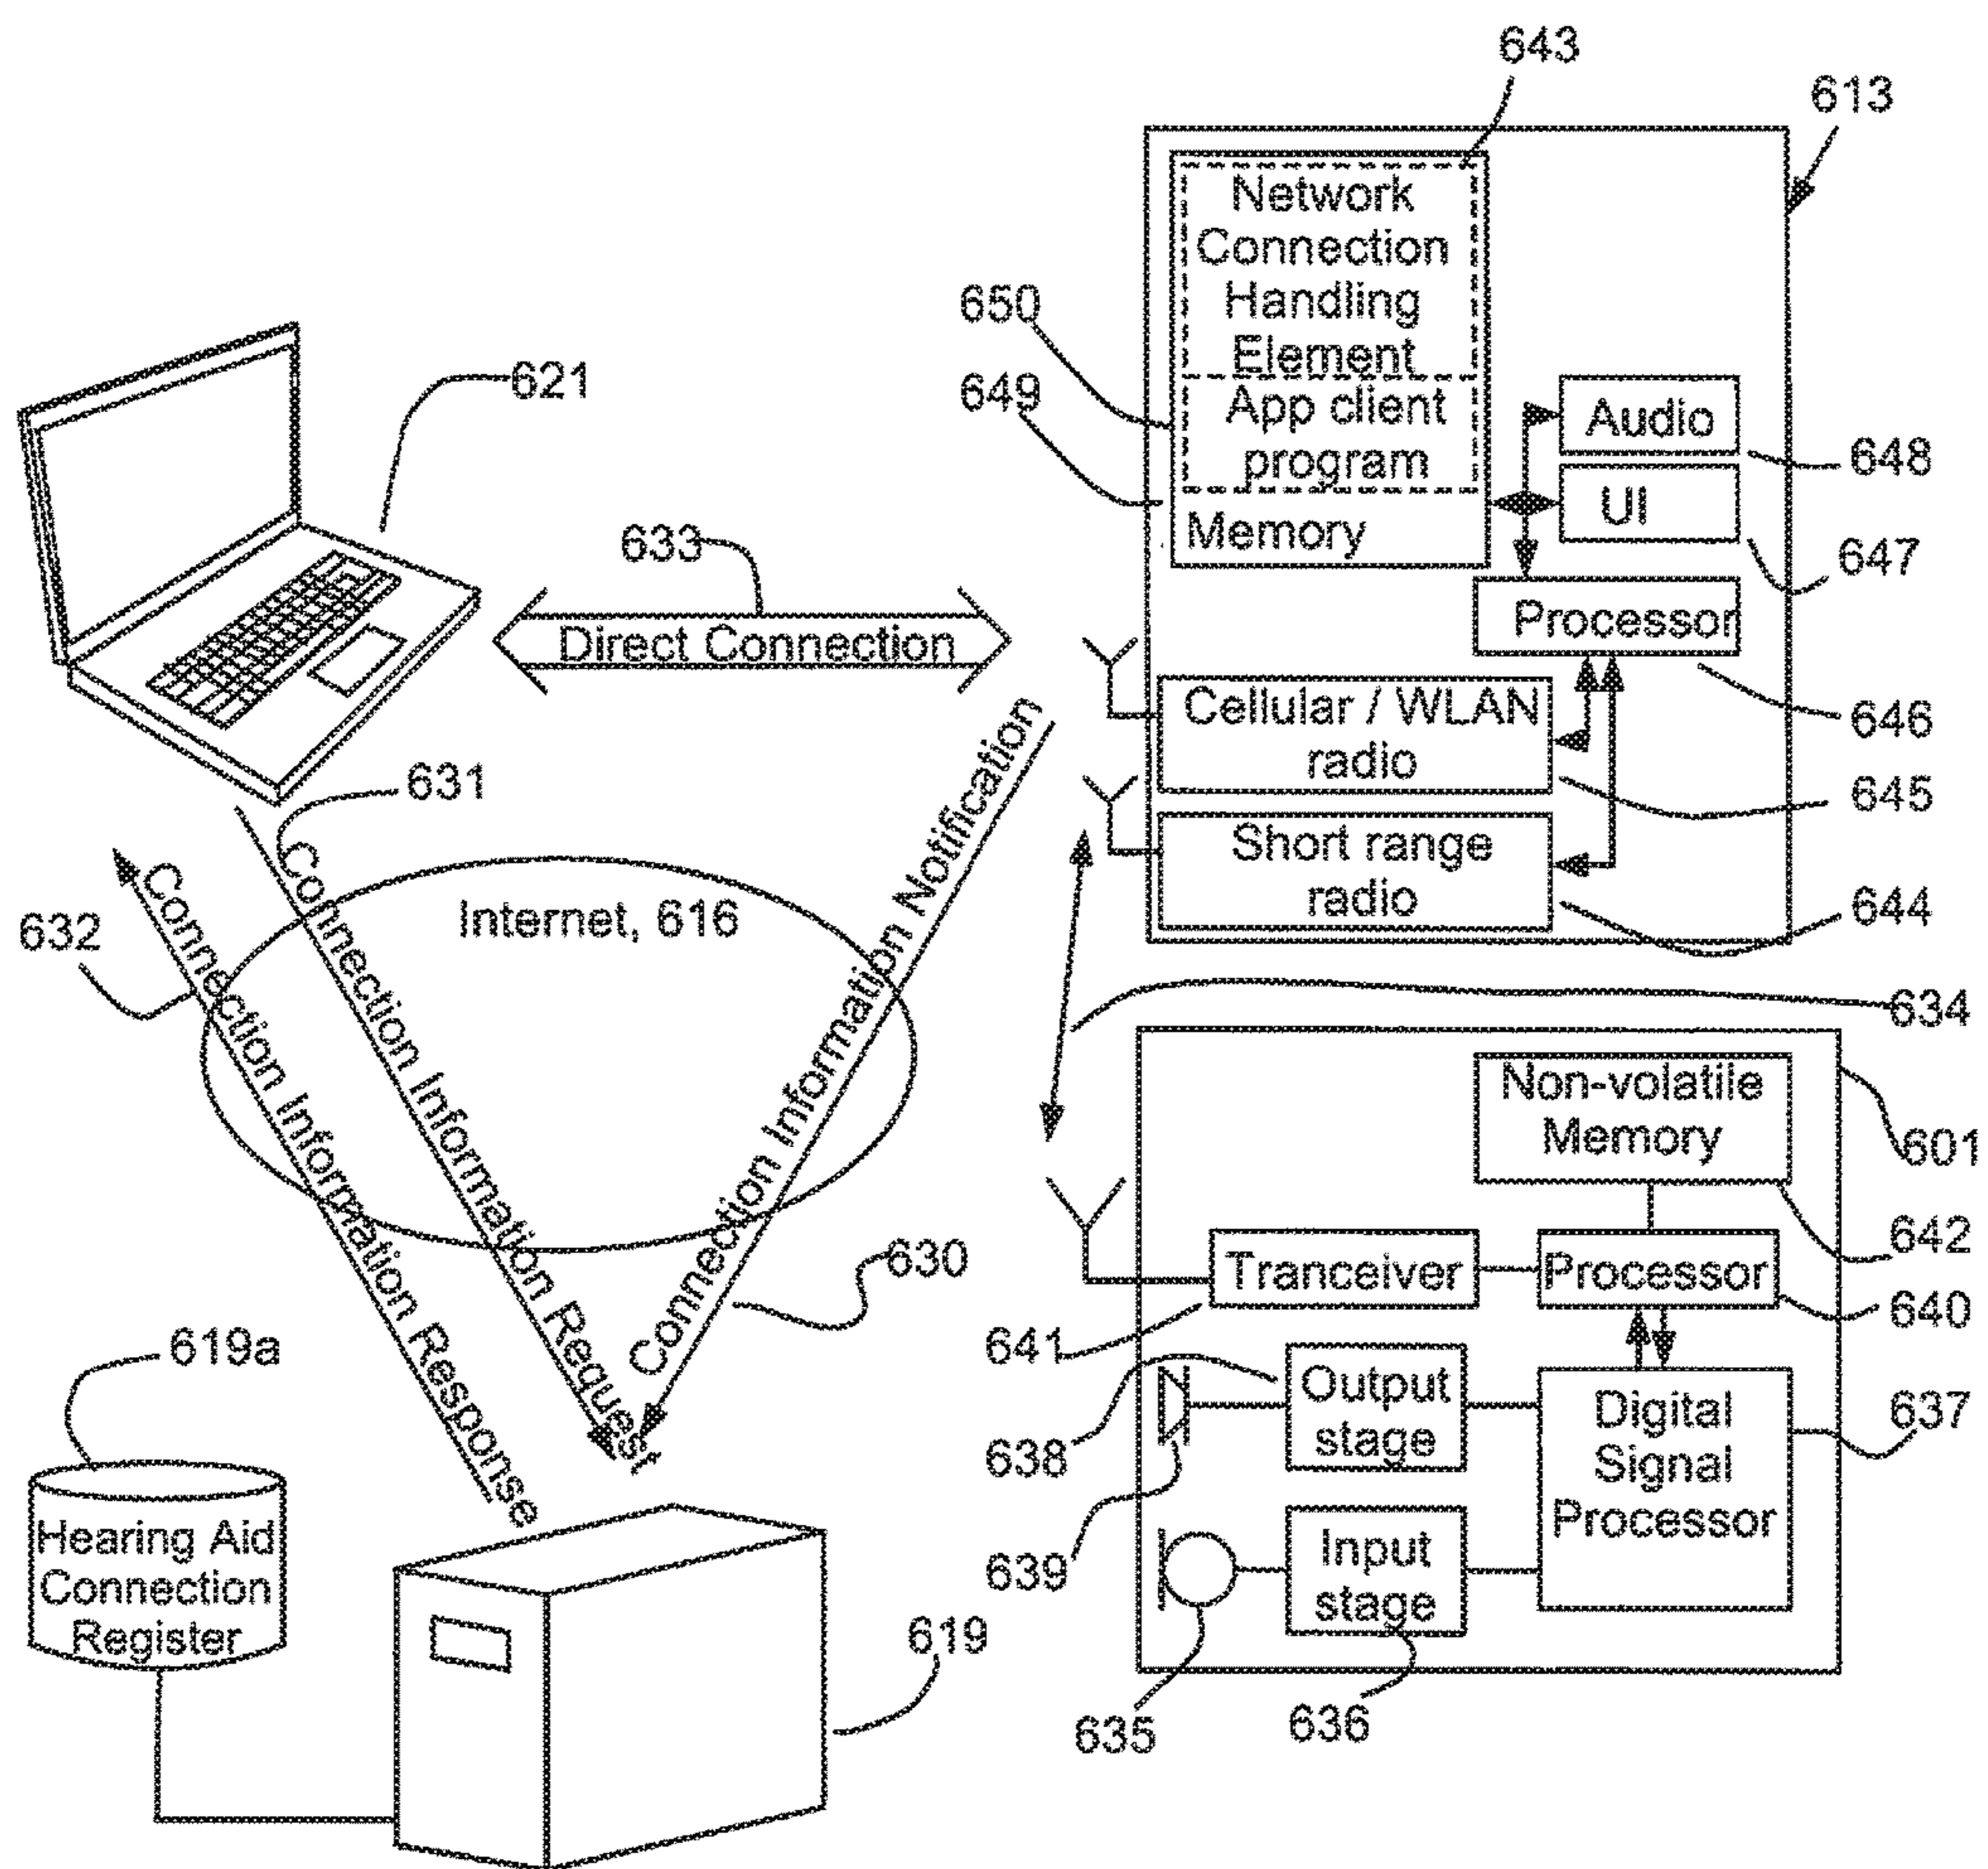 643
613
Network
Connection
Handling
Element
App client
program
Memory
650
649
Audio
648
UI
647
Processor
646
Cellular / WLAN
radio
645
Short range
radio
644
621
633
Direct Connection
631
Connection Information Request
632
Connection Information Response
Internet, 616
Connection Information Notification
630
634
Non-volatile
Memory
601
642
Tranceiver
641
Processor
640
Output
stage
638
639
Digital
Signal
Processor
637
Input
stage
635
636
619a
Hearing Aid
Connection
Register
619